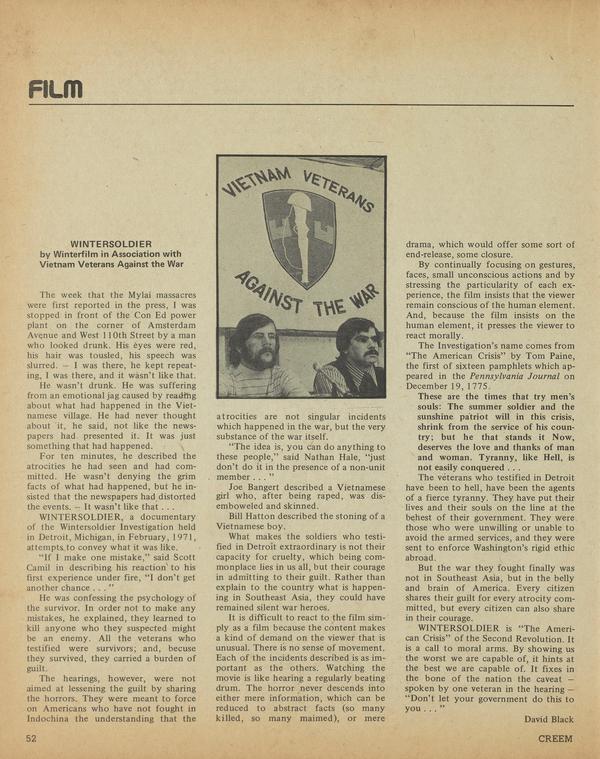 FILM
WINTERSOLDIER
by Winterfilm in Association with
Vietnam Veterans Against the War
The week that the Mylai massacres
were first reported in the press, I was
stopped in front of the Con Ed power
plant on the corner of Amsterdam
Avenue and West 110th Street by a man
who looked drunk. His eyes were red,
his hair was tousled, his speech was
slurred. — I was there, he kept repeat-
ing, I was there, and it wasn't like that.
He wasn't drunk. He was suffering
from an emotional jag caused by reading
about what had happened in the Viet-
namese village. He had never thought
about it, he said, not like the news-
papers had presented it. It was just
something that had happened.
For ten minutes, he described the
atrocities he had seen and had com-
mitted. He wasn't denying the grim
facts of what had happened, but he in-
sisted that the newspapers had distorted
the events. — It wasn't like that . . .
WINTERSOLDIER, a documentary
of the Wintersoldier Investigation held
in Detroit, Michigan, in February, 1971,
attempts to convey what it was like.
"If I make one mistake," said Scott
Camil in describing his reaction to his
first experience under fire, "I don't get
another chance . . ."
He was confessing the psychology of
the survivor. In order not to make any
mistakes, he explained, they learned to
kill anyone who they suspected might
be an enemy. All the veterans who
testified were survivors; and, becuse
they survived, they carried a burden of
guilt.
The hearings, however, were not
aimed at lessening the guilt by sharing
the horrors. They were meant to force
on Americans who have not fought in
Indochina the understanding that the
VIETNAM VETERANS
AGAINST THE WAR
atrocities are not singular incidents
which happened in the war, but the very
substance of the war itself.
"The idea is, you can do anything to
these people," said Nathan Hale, "just
don't do it in the presence of a non-unit
member . . ."
Joe Bangert described a Vietnamese
girl who, after being raped, was dis-
emboweled and skinned.
Bill Hatton described the stoning of a
Vietnamese boy.
What makes the soldiers who testi-
fied in Detroit extraordinary is not their
capacity for cruelty, which being com-
monplace lies in us all, but their courage
in admitting to their guilt. Rather than
explain to the country what is happen-
ing in Southeast Asia, they could have
remained silent war heroes.
It is difficult to react to the film sim-
ply as a film because the content makes
a kind of demand on the viewer that is
unusual. There is no sense of movement.
Each of the incidents described is as im-
portant as the others. Watching the
movie is like hearing a regularly beating
drum. The horror never descends into
either mere information, which can be
reduced to abstract facts (so many
killed, so many maimed), or mere
drama, which would offer some sort of
end-release, some closure.
By continually focusing on gestures,
faces, small unconscious actions and by
stressing the particularity of each ex-
perience, the film insists that the viewer
remain conscious of the human element.
And, because the film insists on the
human element, it presses the viewer to
react morally.
The Investigation's name comes from
"The American Crisis" by Tom Paine,
the first of sixteen pamphlets which ap-
peared in the Pennsylvania Journal on
December 19, 1775.
These are the times that try men's
souls: The summer soldier and the
sunshine patriot will in this crisis,
shrink from the service of his coun-
try; but he that stands it Now,
deserves the love and thanks of man
and woman. Tyranny, like Hell, is
not easily conquered . . .
The veterans who testified in Detroit
have been to hell, have been the agents
of a fierce tyranny. They have put their
lives and their souls on the line at the
behest of their government. They were
those who were unwilling or unable to
avoid the armed services, and they were
sent to enforce Washington's rigid ethic
abroad.
But the war they fought finally was
not in Southeast Asia, but in the belly
and brain of America. Every citizen
shares their guilt for every atrocity com-
mitted, but every citizen can also share
in their courage.
WINTERSOLDIER is "The Ameri-
can Crisis" of the Second Revolution. It
is a call to moral arms. By showing us
the worst we are capable of, it hints at
the best we are capable of. It fixes in
the bone of the nation the caveat —
spoken by one veteran in the hearing —
"Don't let your government do this to
you . . ."
David Black
52
CREEM